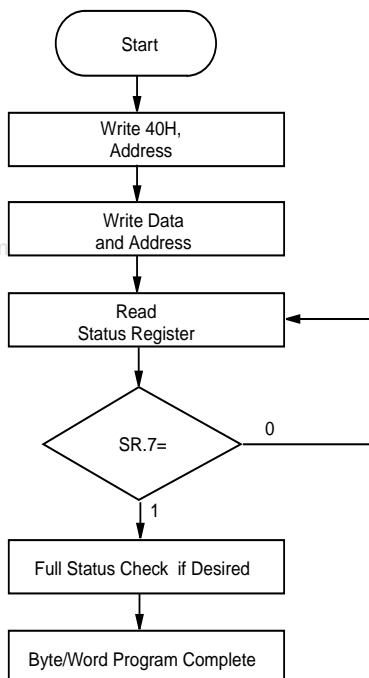 Start
Write 40H,
Address
Write Data
and Address
Read
Status Register
SR.7=
0
1
Full Status Check if Desired
Byte/Word Program Complete